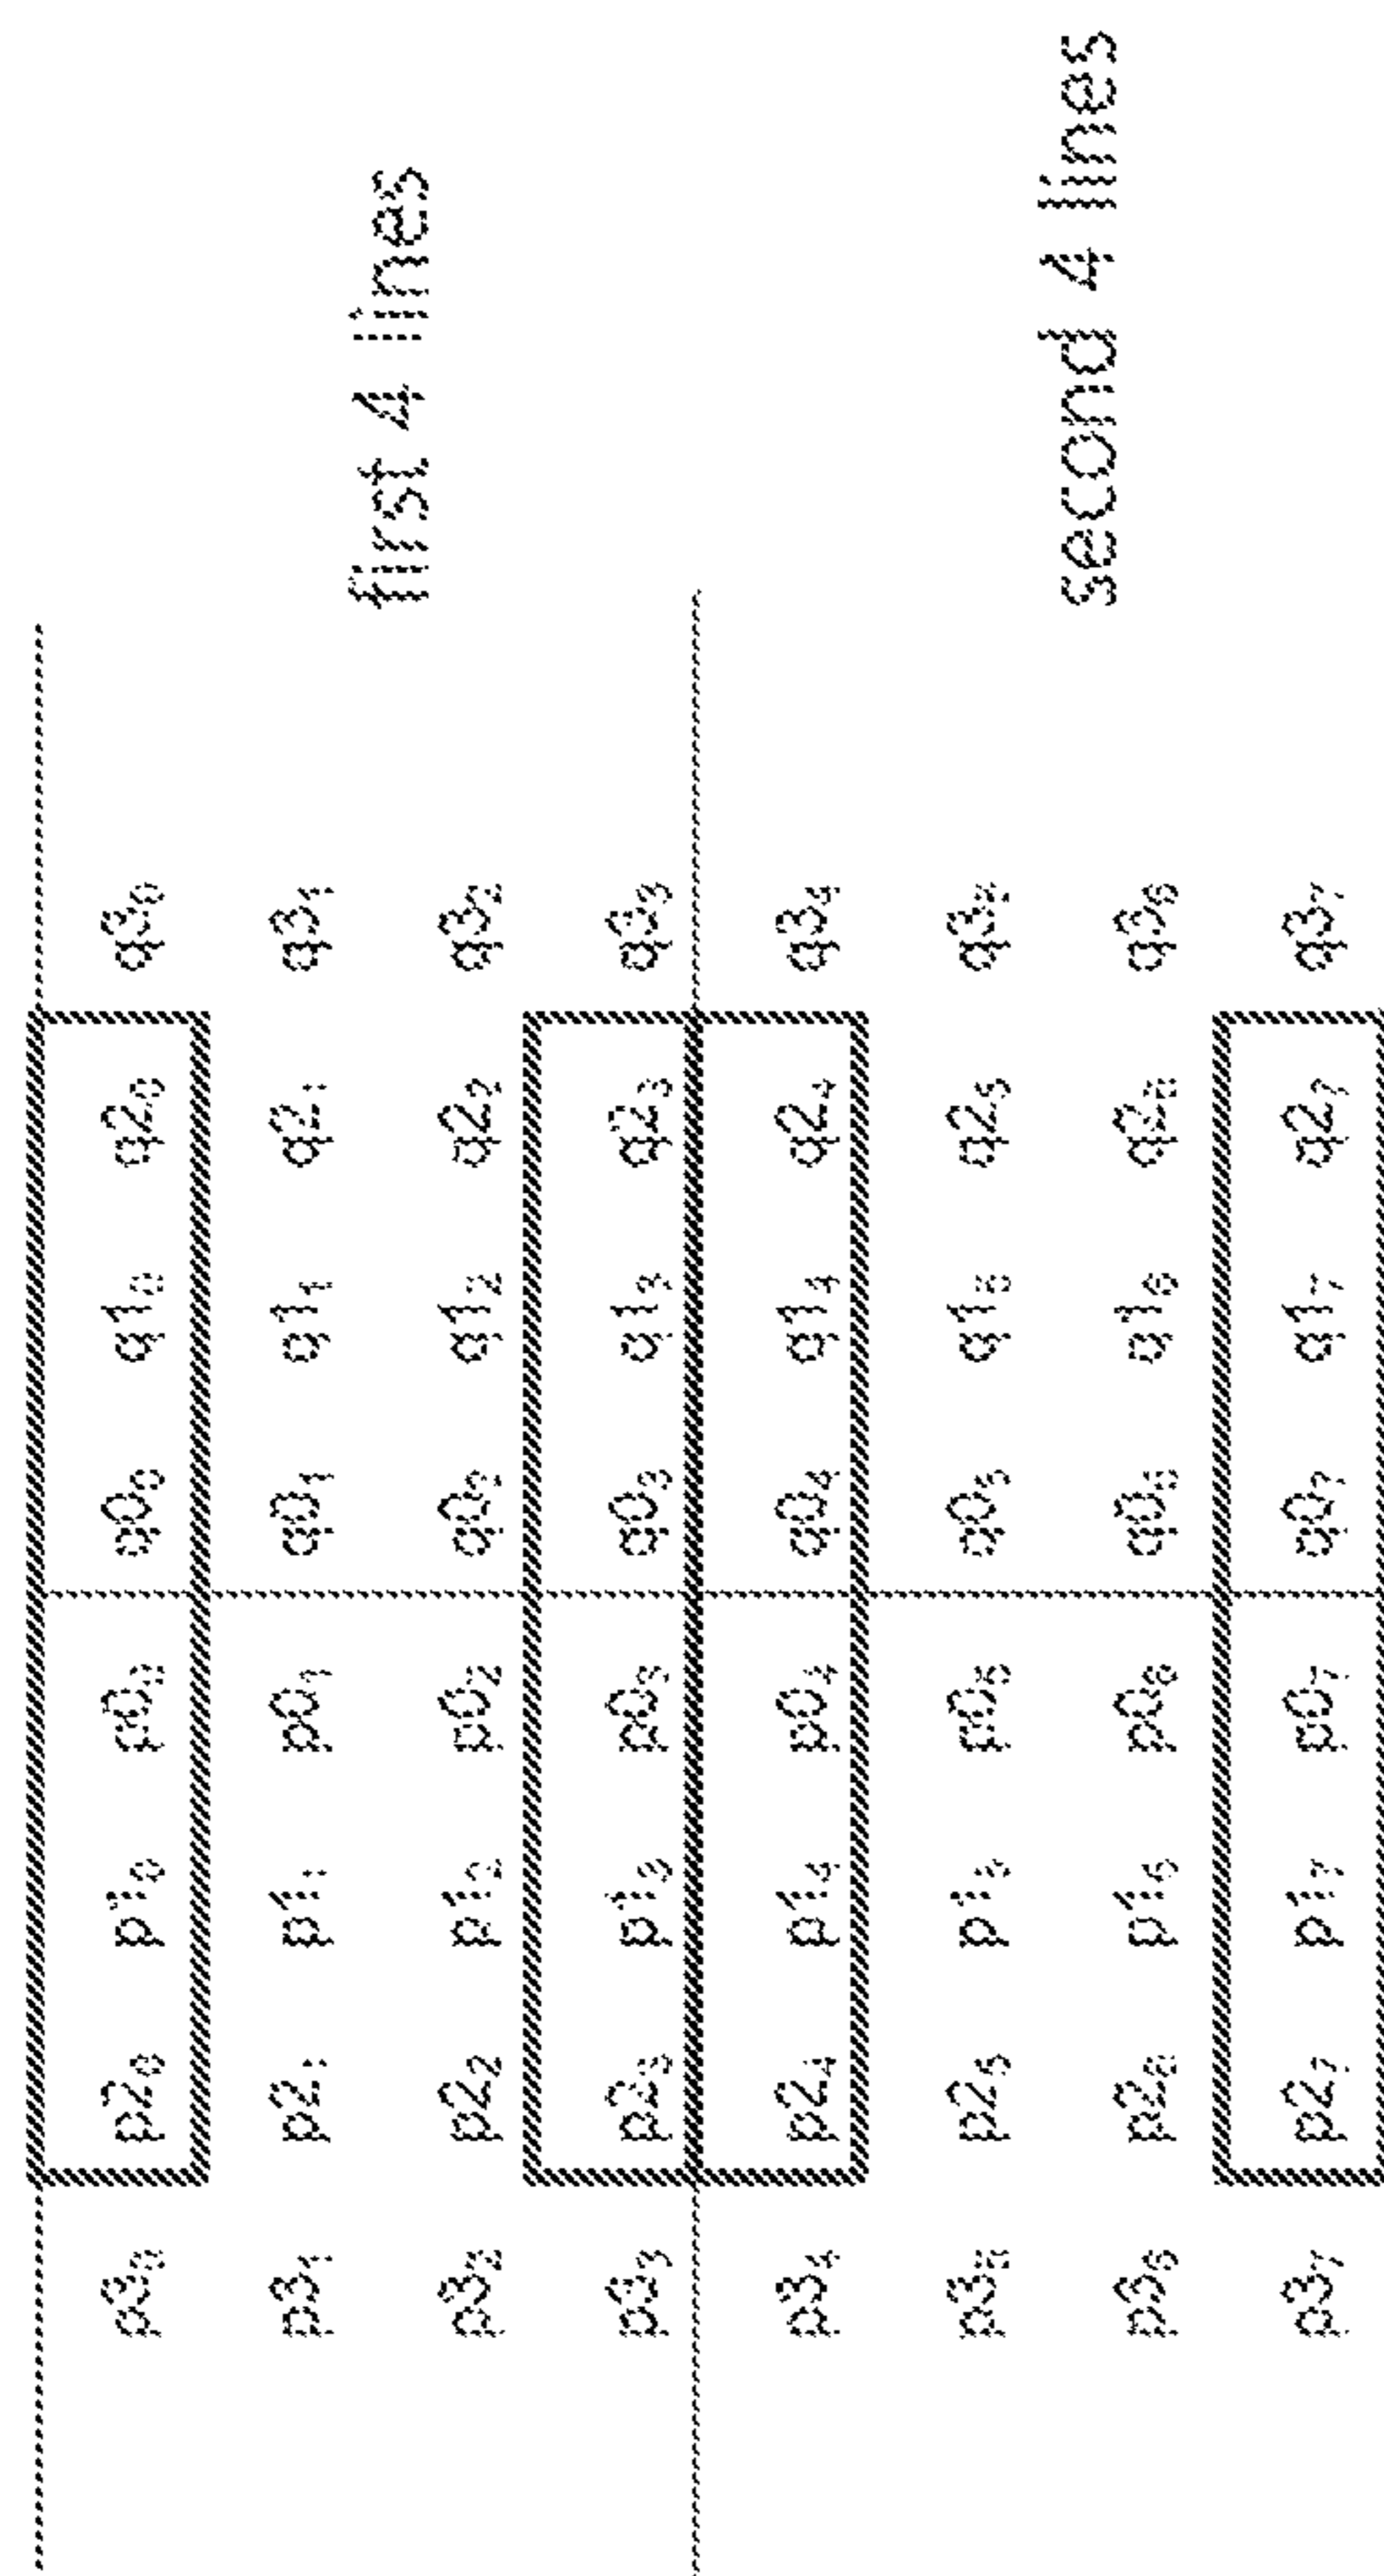 p3₀ p2₀ p1₀ p0₀ q0₀ q1₀ q2₀ q3₀
p3₁ p2₁ p1₁ p0₁ q0₁ q1₁ q2₁ q3₁
p3₂ p2₂ p1₂ p0₂ q0₂ q1₂ q2₂ q3₂
first 4 lines
p3₃ p2₃ p1₃ p0₃ q0₃ q1₃ q2₃ q3₃
p3₄ p2₄ p1₄ p0₄ q0₄ q1₄ q2₄ q3₄
p3₅ p2₅ p1₅ p0₅ q0₅ q1₅ q2₅ q3₅
second 4 lines
p3₆ p2₆ p1₆ p0₆ q0₆ q1₆ q2₆ q3₆
p3₇ p2₇ p1₇ p0₇ q0₇ q1₇ q2₇ q3₇